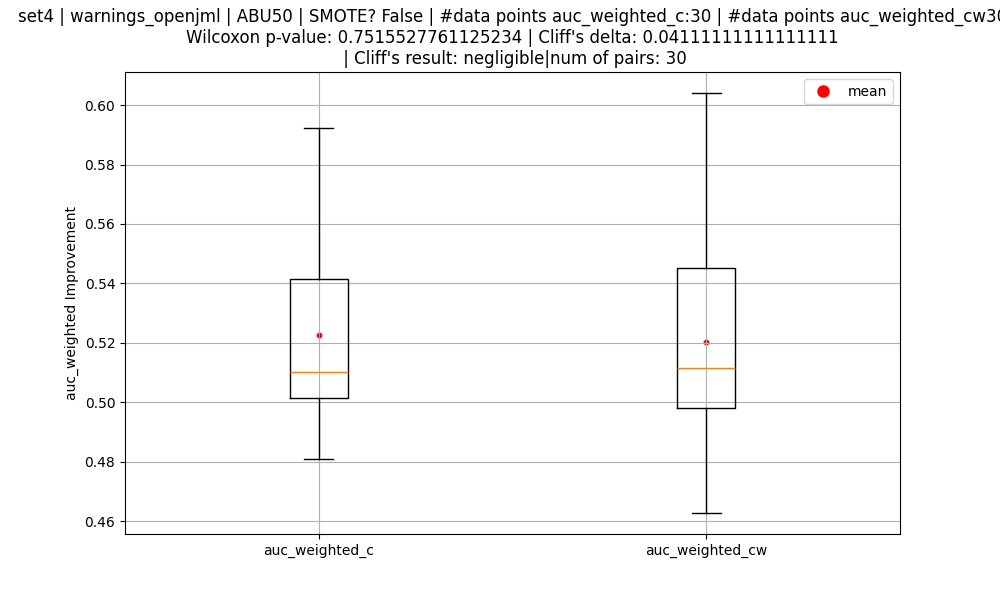 set4 | warnings_openjml | ABU50 | SMOTE? False | #data points auc_weighted_c:30 | #data points auc_weighted_cw30
Wilcoxon p-value: 0.7515527761125234 | Cliff's delta: 0.04111111111111111
| Cliff's result: negligible|num of pairs: 30
mean
0.60
0.58
0.56
0.54
0.52
0.50
0.48
0.46
auc_weighted Improvement
auc_weighted_c
auc_weighted_cw